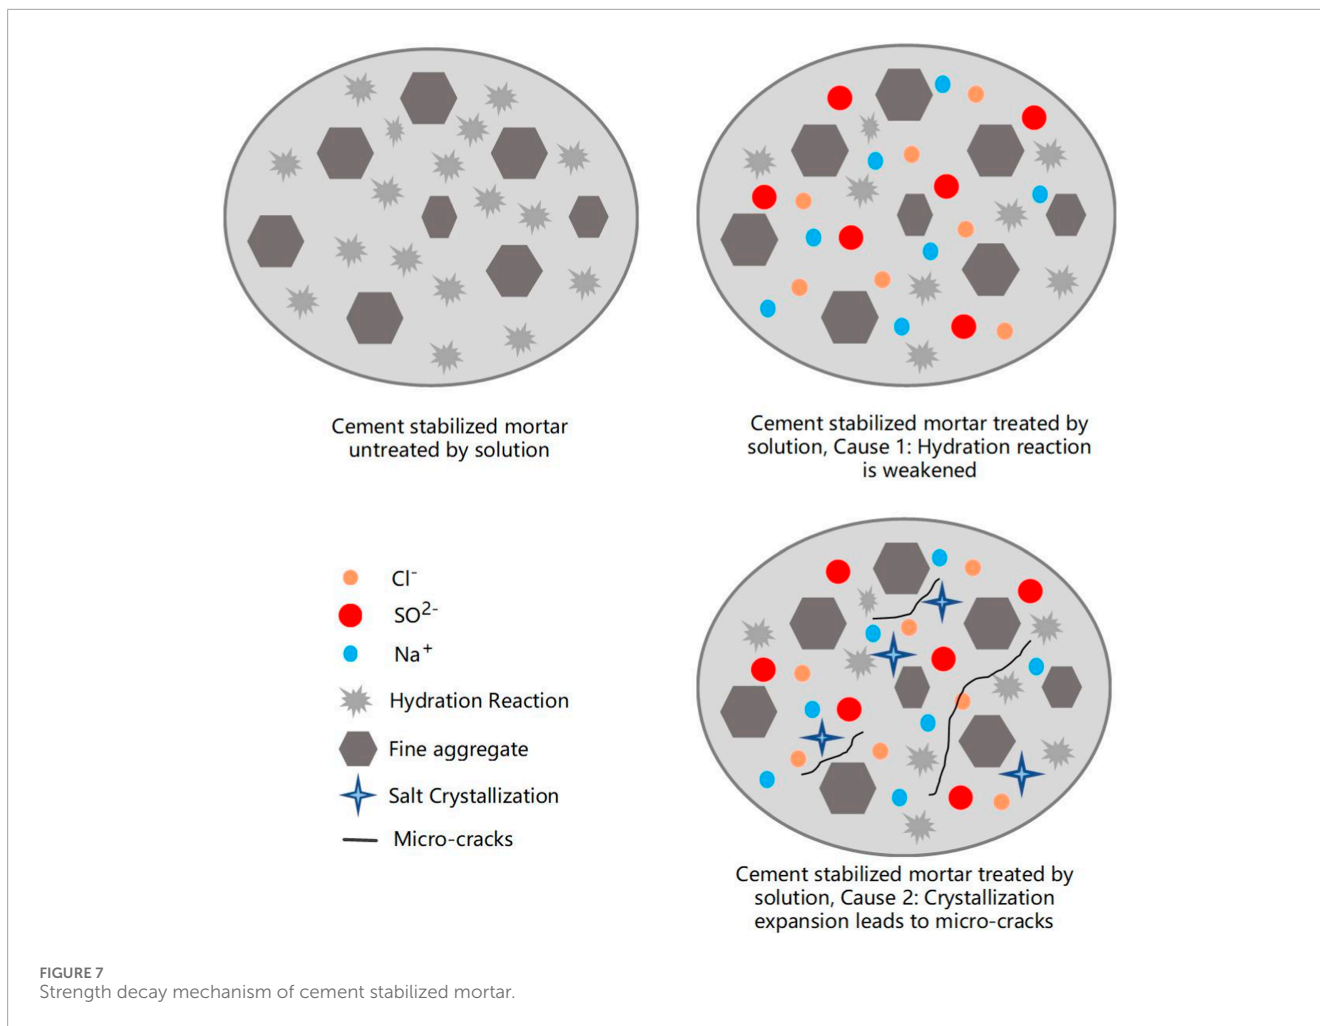 Cement stabilized mortar
untreated by solution
Cement stabilized mortar treated by
solution, Cause 1: Hydration reaction
is weakened
Cl⁻
SO²⁻
Na⁺
Hydration Reaction
Fine aggregate
Salt Crystallization
Micro-cracks
Cement stabilized mortar treated by
solution, Cause 2: Crystallization
expansion leads to micro-cracks
FIGURE 7
Strength decay mechanism of cement stabilized mortar.